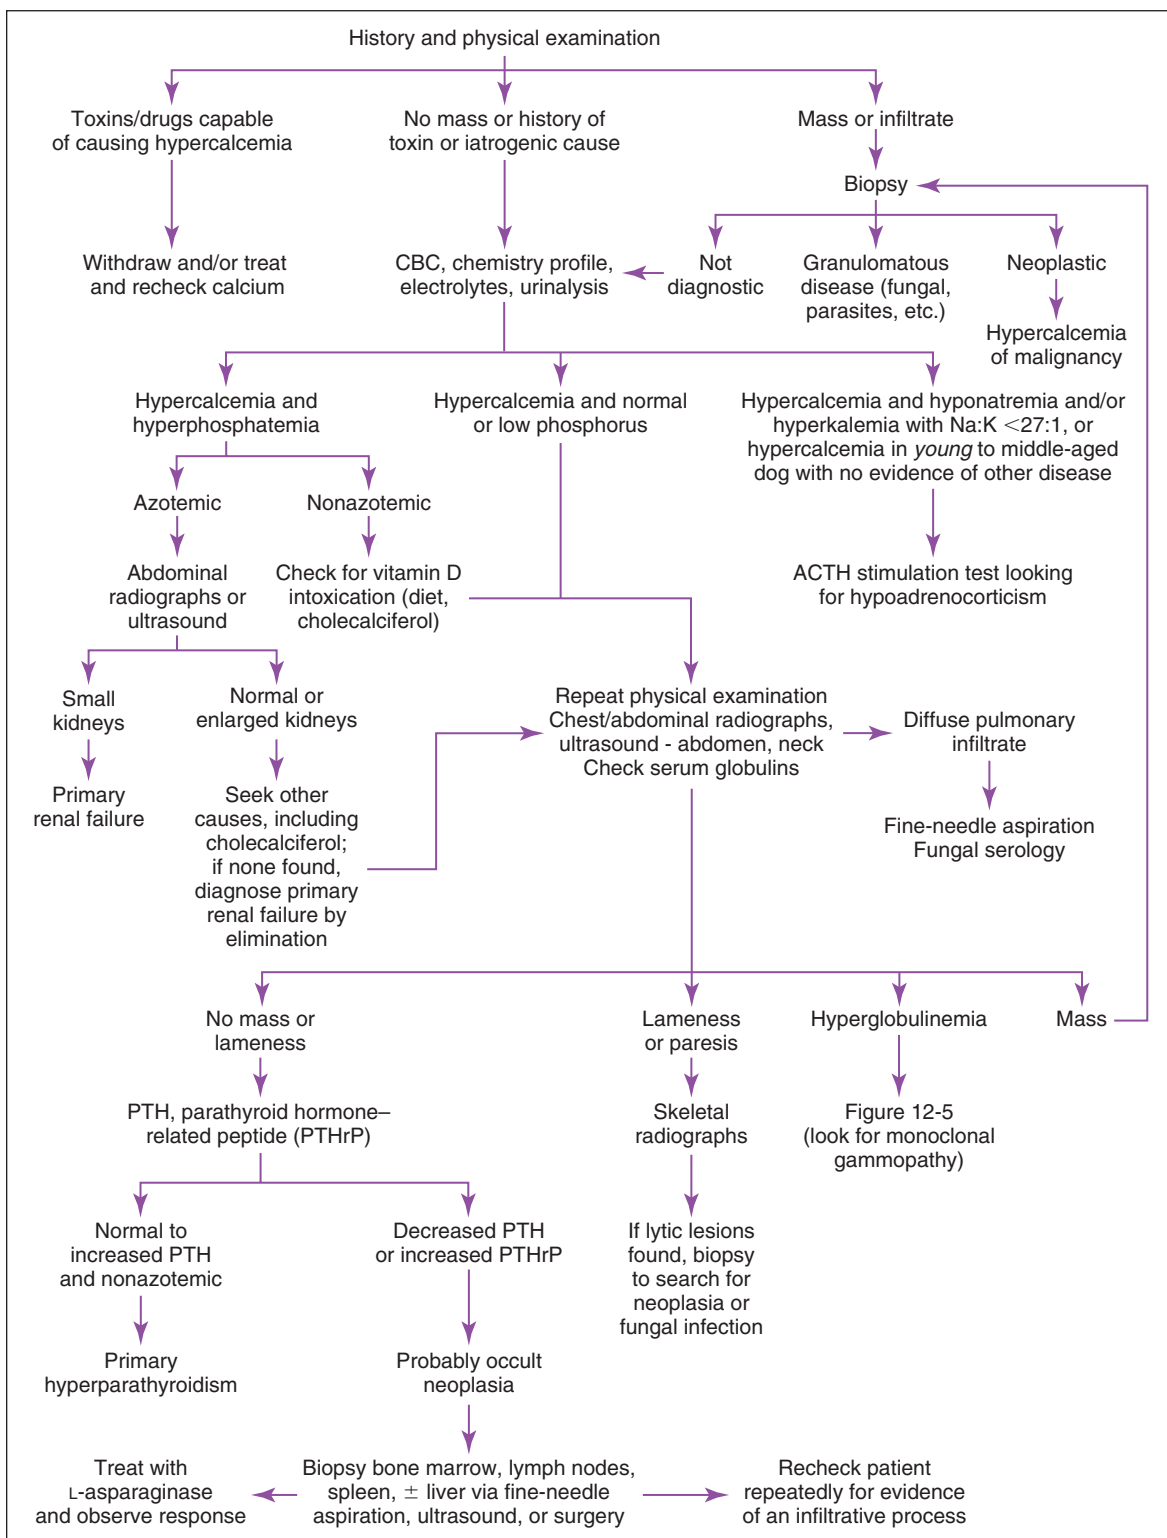 History and physical examination
Toxins/drugs capable
of causing hypercalcemia
No mass or history of
toxin or iatrogenic cause
Mass or infiltrate
Biopsy
Withdraw and/or treat
and recheck calcium
CBC, chemistry profile,
electrolytes, urinalysis
Not
diagnostic
Granulomatous
disease (fungal,
parasites, etc.)
Neoplastic
Hypercalcemia
of malignancy
Hypercalcemia and
hyperphosphatemia
Hypercalcemia and normal
or low phosphorus
Hypercalcemia and hyponatremia and/or
hyperkalemia with Na:K <27:1, or
hypercalcemia in young to middle-aged
dog with no evidence of other disease
Azotemic
Nonazotemic
Abdominal
radiographs or
ultrasound
Check for vitamin D
intoxication (diet,
cholecalciferol)
ACTH stimulation test looking
for hypoadrenocorticism
Small
kidneys
Normal or
enlarged kidneys
Repeat physical examination
Chest/abdominal radiographs,
ultrasound - abdomen, neck
Check serum globulins
Diffuse pulmonary
infiltrate
Primary
renal failure
Seek other
causes, including
cholecalciferol;
if none found,
diagnose primary
renal failure by
elimination
Fine-needle aspiration
Fungal serology
No mass or
lameness
Lameness
or paresis
Hyperglobulinemia
Mass
PTH, parathyroid hormone–
related peptide (PTHrP)
Skeletal
radiographs
Figure 12-5
(look for monoclonal
gammopathy)
Normal to
increased PTH
and nonazotemic
Decreased PTH
or increased PTHrP
If lytic lesions
found, biopsy
to search for
neoplasia or
fungal infection
Primary
hyperparathyroidism
Probably occult
neoplasia
Treat with
L-asparaginase
and observe response
Biopsy bone marrow, lymph nodes,
spleen, ± liver via fine-needle
aspiration, ultrasound, or surgery
Recheck patient
repeatedly for evidence
of an infiltrative process